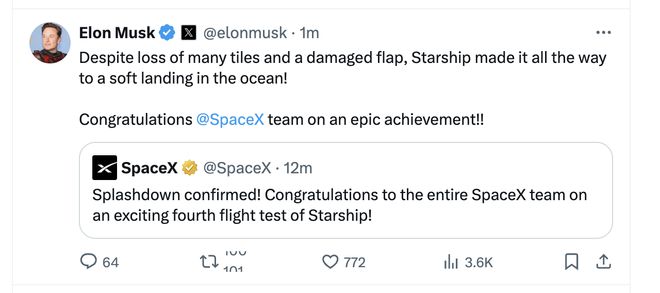 Elon Musk @elonmusk · 1m
Despite loss of many tiles and a damaged flap, Starship made it all the way
to a soft landing in the ocean!
Congratulations @SpaceX team on an epic achievement!!
SpaceX @SpaceX · 12m
Splashdown confirmed! Congratulations to the entire SpaceX team on
an exciting fourth flight test of Starship!
64 772 3.6K